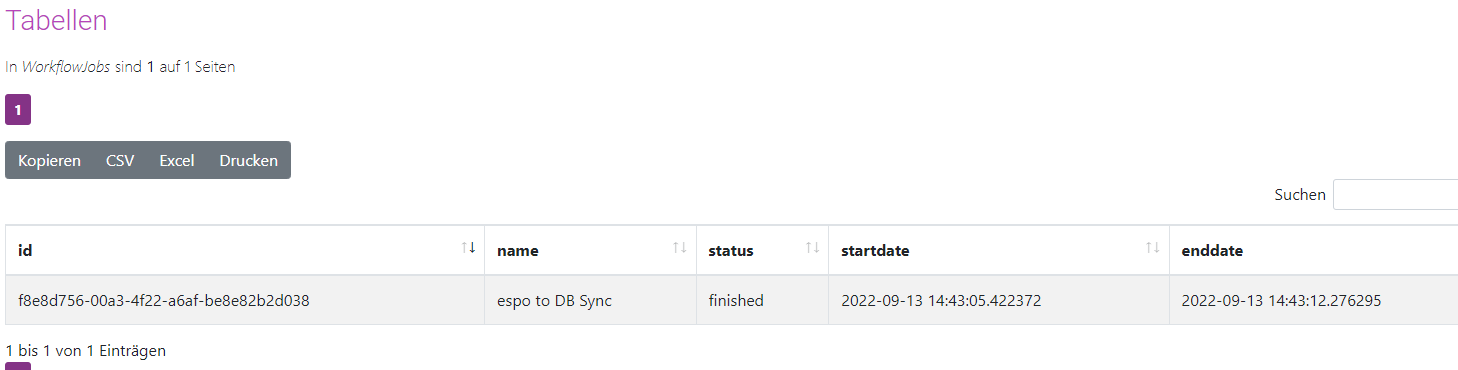 Tabellen
In WorkflowJobs sind 1 auf 1 Seiten
1
Kopieren CSV Excel Drucken
Suchen
id name status startdate enddate
f8e8d756-00a3-4f22-a6af-be8e82b2d038 espo to DB Sync finished 2022-09-13 14:43:05.422372 2022-09-13 14:43:12.276295
1 bis 1 von 1 Einträgen